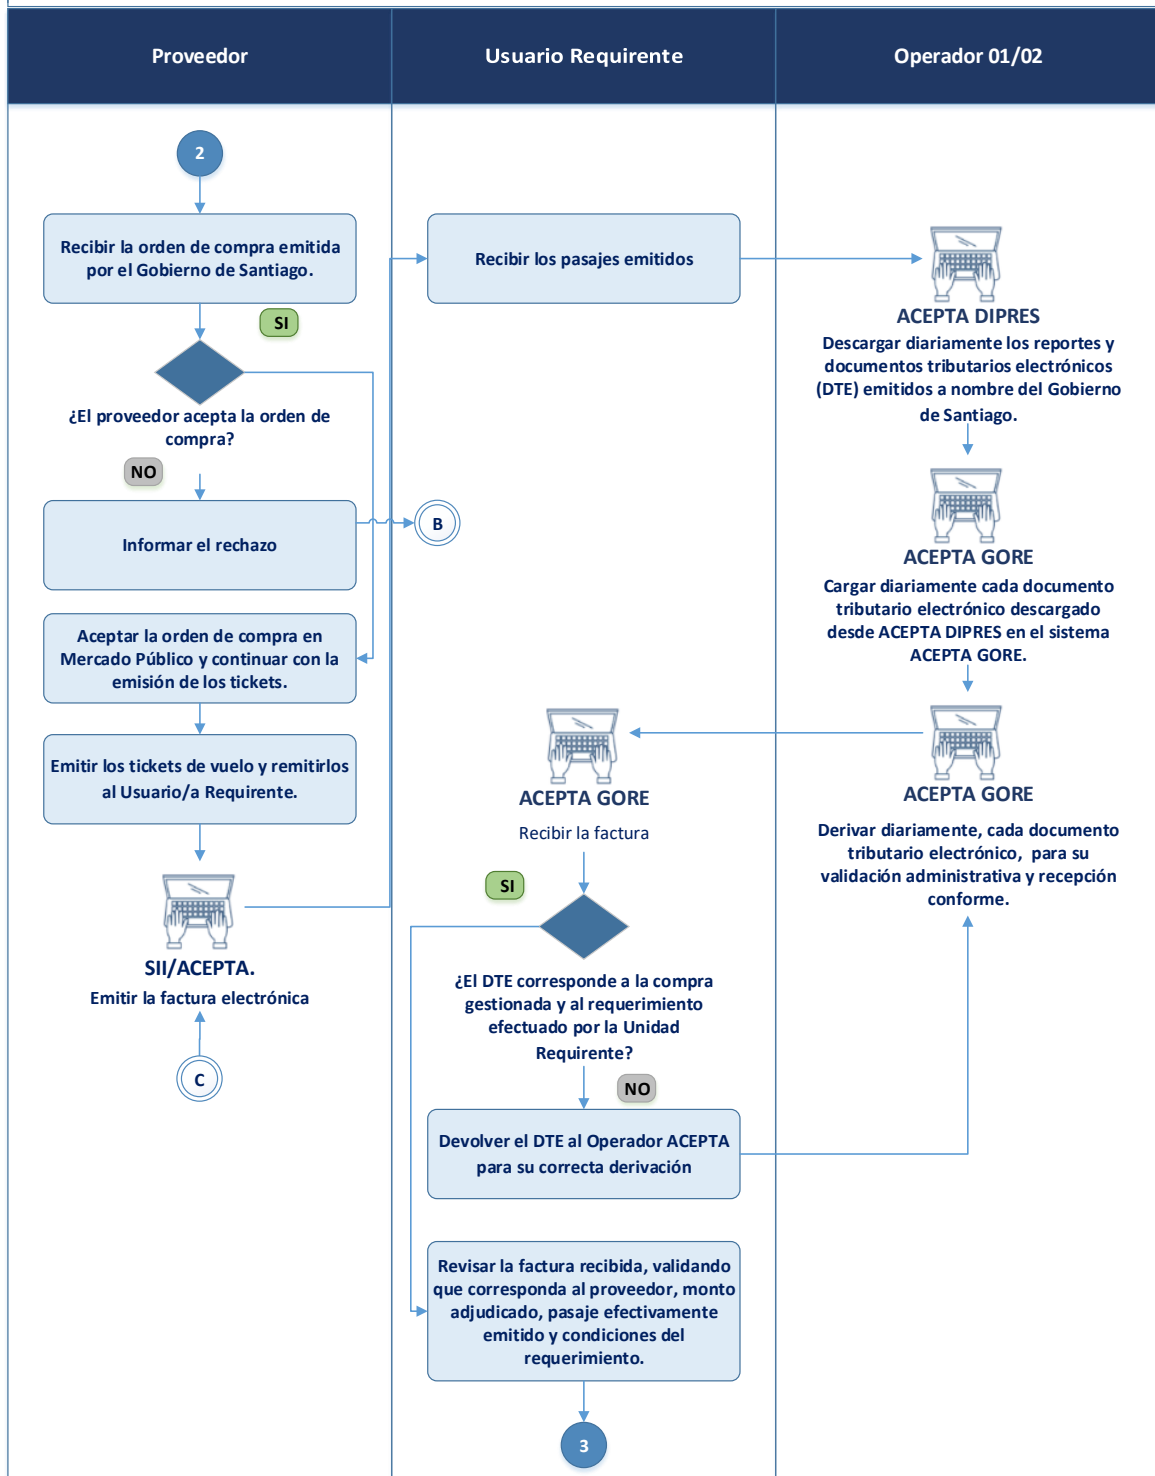 Proveedor
Usuario Requirente
Operador 01/02
2
Recibir la orden de compra emitida
por el Gobierno de Santiago.
SI
¿El proveedor acepta la orden de
compra?
NO
Informar el rechazo
B
Aceptar la orden de compra en
Mercado Público y continuar con la
emisión de los tickets.
Emitir los tickets de vuelo y remitirlos
al Usuario/a Requirente.
SII/ACEPTA.
Emitir la factura electrónica
C
Recibir los pasajes emitidos
ACEPTA DIPRES
Descargar diariamente los reportes y
documentos tributarios electrónicos
(DTE) emitidos a nombre del Gobierno
de Santiago.
ACEPTA GORE
Cargar diariamente cada documento
tributario electrónico descargado
desde ACEPTA DIPRES en el sistema
ACEPTA GORE.
ACEPTA GORE
Derivar diariamente, cada documento
tributario electrónico, para su
validación administrativa y recepción
conforme.
ACEPTA GORE
Recibir la factura
SI
¿El DTE corresponde a la compra
gestionada y al requerimiento
efectuado por la Unidad
Requirente?
NO
Devolver el DTE al Operador ACEPTA
para su correcta derivación
Revisar la factura recibida, validando
que corresponda al proveedor, monto
adjudicado, pasaje efectivamente
emitido y condiciones del
requerimiento.
3